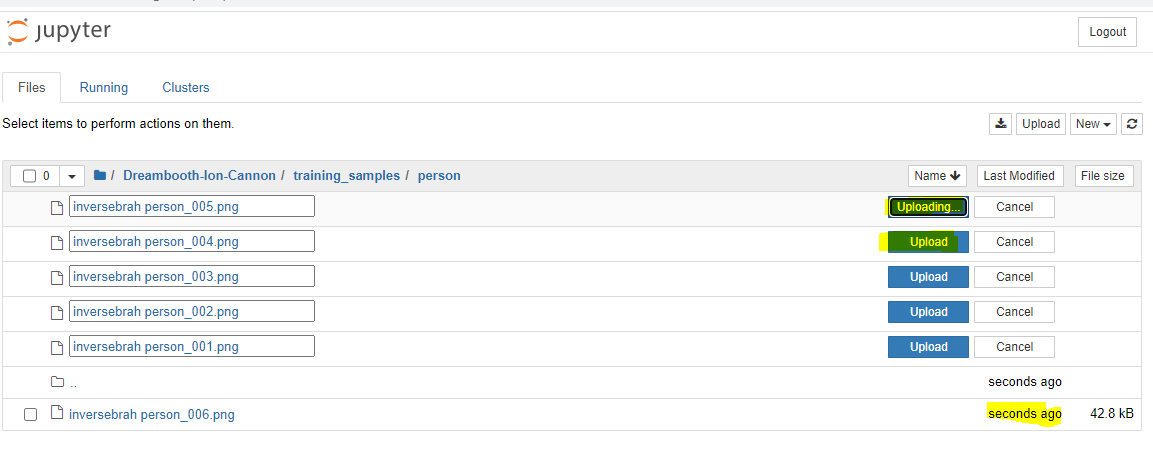 jupyter
Logout
Files Running Clusters
Select items to perform actions on them.
Upload New
0 / Dreambooth-Ion-Cannon / training_samples / person Name Last Modified File size
inversebrah person_005.png Uploading... Cancel
inversebrah person_004.png Upload Cancel
inversebrah person_003.png Upload Cancel
inversebrah person_002.png Upload Cancel
inversebrah person_001.png Upload Cancel
.. seconds ago
inversebrah person_006.png seconds ago 42.8 kB